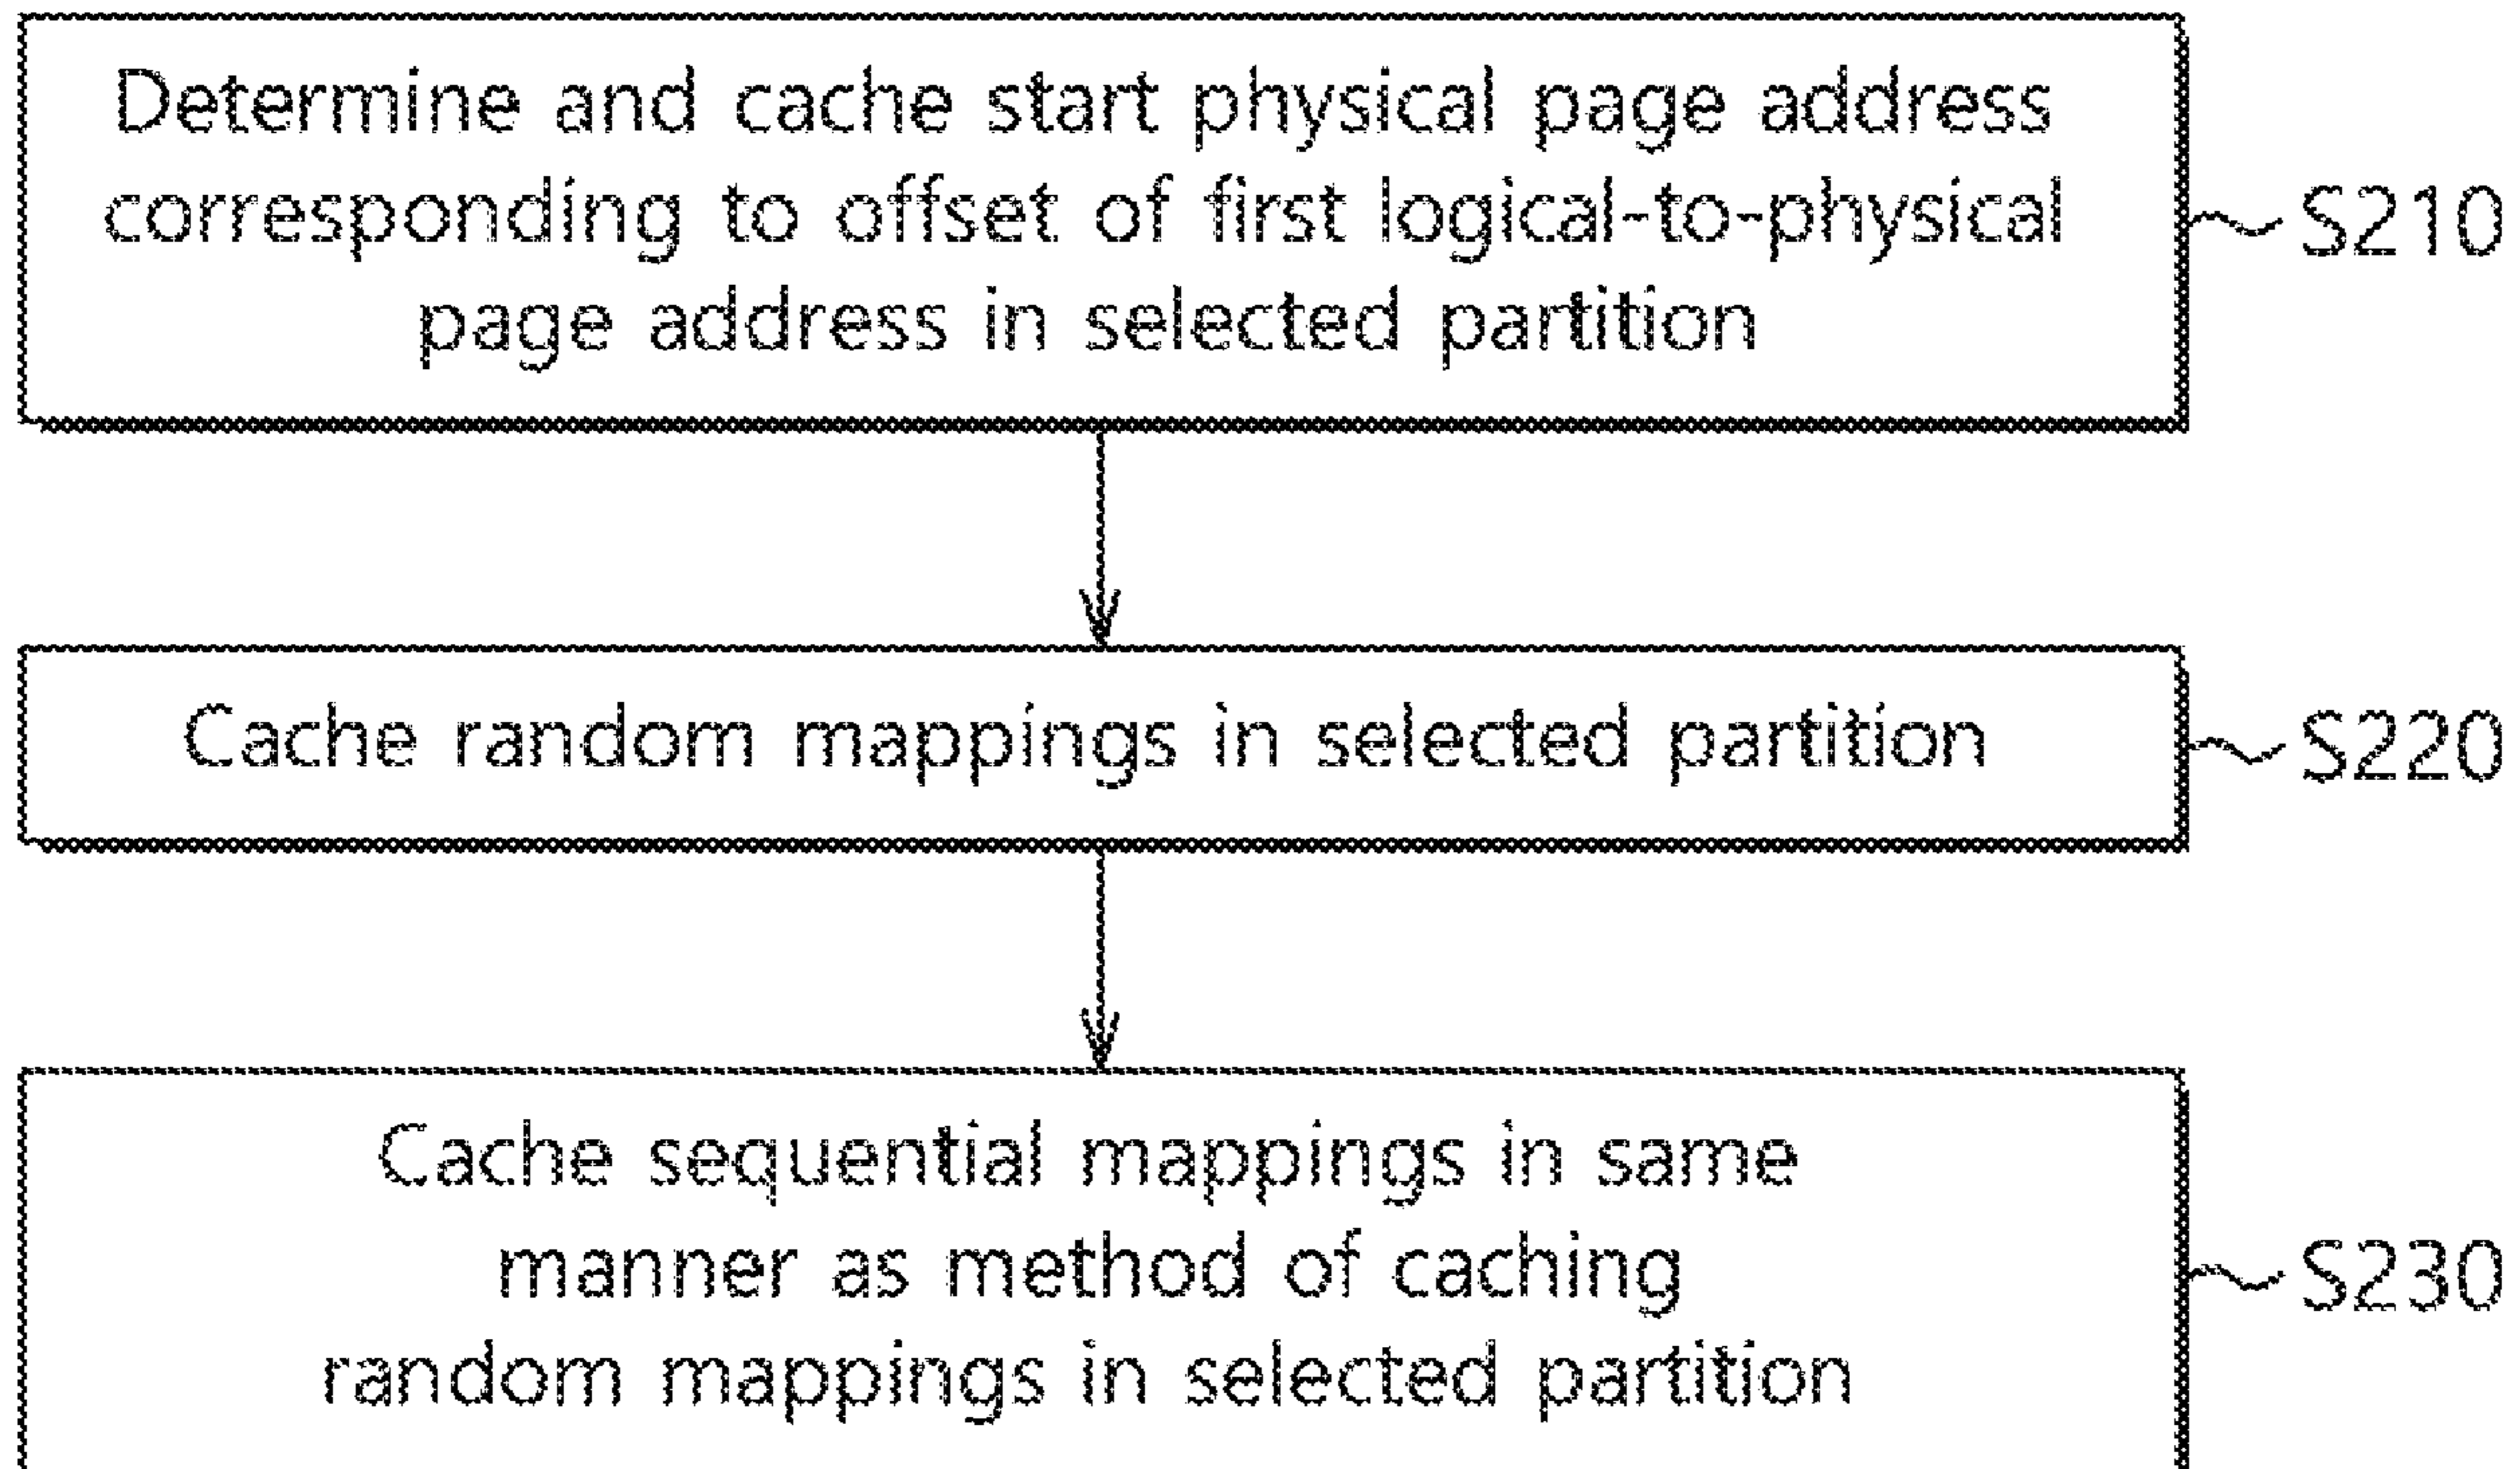 Determine and cache start physical page address
corresponding to offset of first logical-to-physical
page address in selected partition
S210
Cache random mappings in selected partition
S220
Cache sequential mappings in same
manner as method of caching
random mappings in selected partition
S230